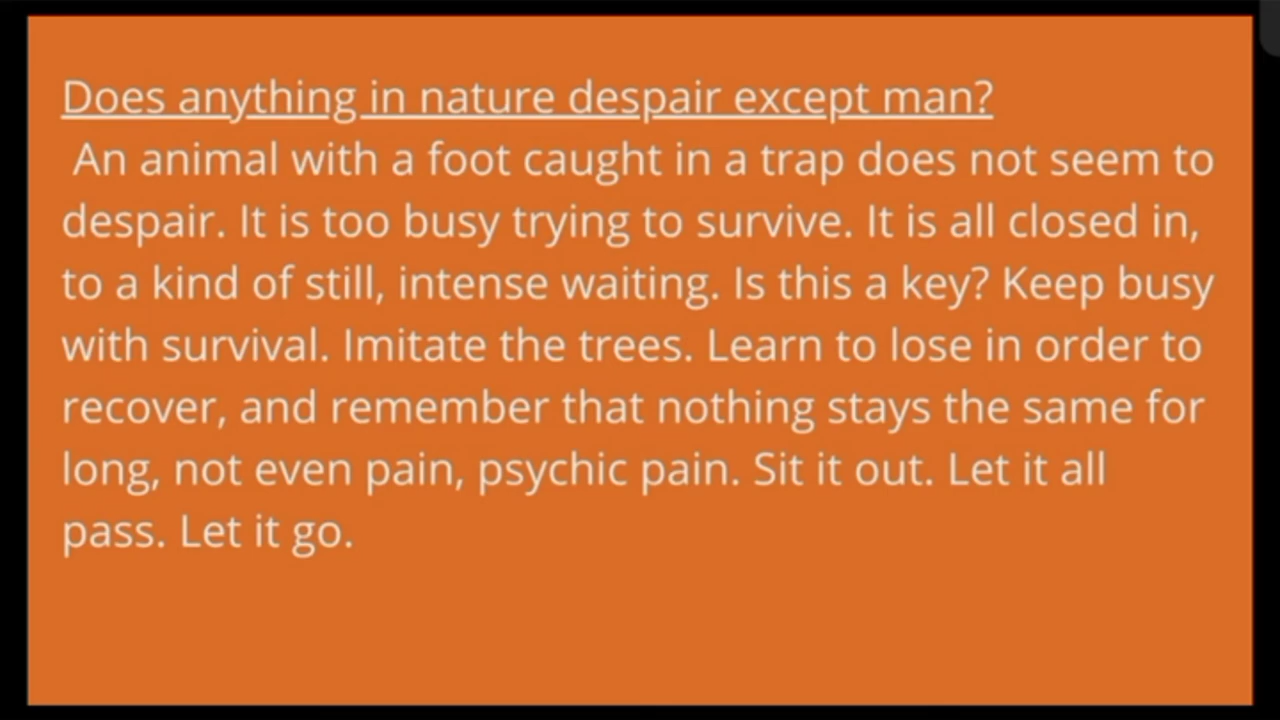 Does anything in nature despair except man?
An animal with a foot caught in a trap does not seem to
despair. It is too busy trying to survive. It is all closed in,
to a kind of still, intense waiting. Is this a key? Keep busy
with survival. Imitate the trees. Learn to lose in order to
recover, and remember that nothing stays the same for
long, not even pain, psychic pain. Sit it out. Let it all
pass. Let it go.